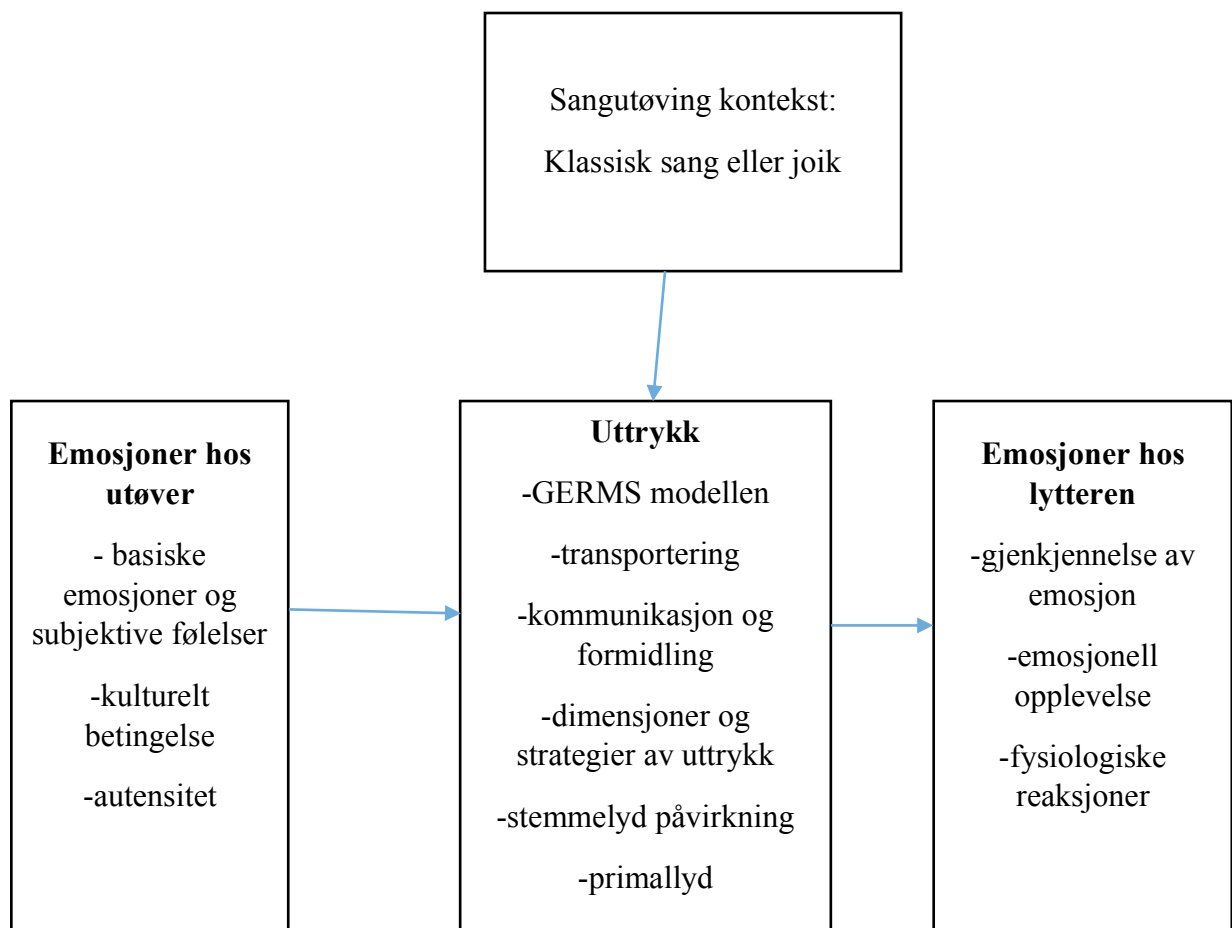 Sangutøving kontekst:
Klassisk sang eller joik
Emosjoner hos
utøver
- basiske
emosjoner og
subjektive følelser
-kulturelt
betingelse
-autensitet
Uttrykk
-GERMS modellen
-transportering
-kommunikasjon og
formidling
-dimensjoner og
strategier av uttrykk
-stemmelyd påvirkning
-primallyd
Emosjoner hos
lytteren
-gjenkjennelse av
emosjon
-emosjonell
opplevelse
-fysiologiske
reaksjoner